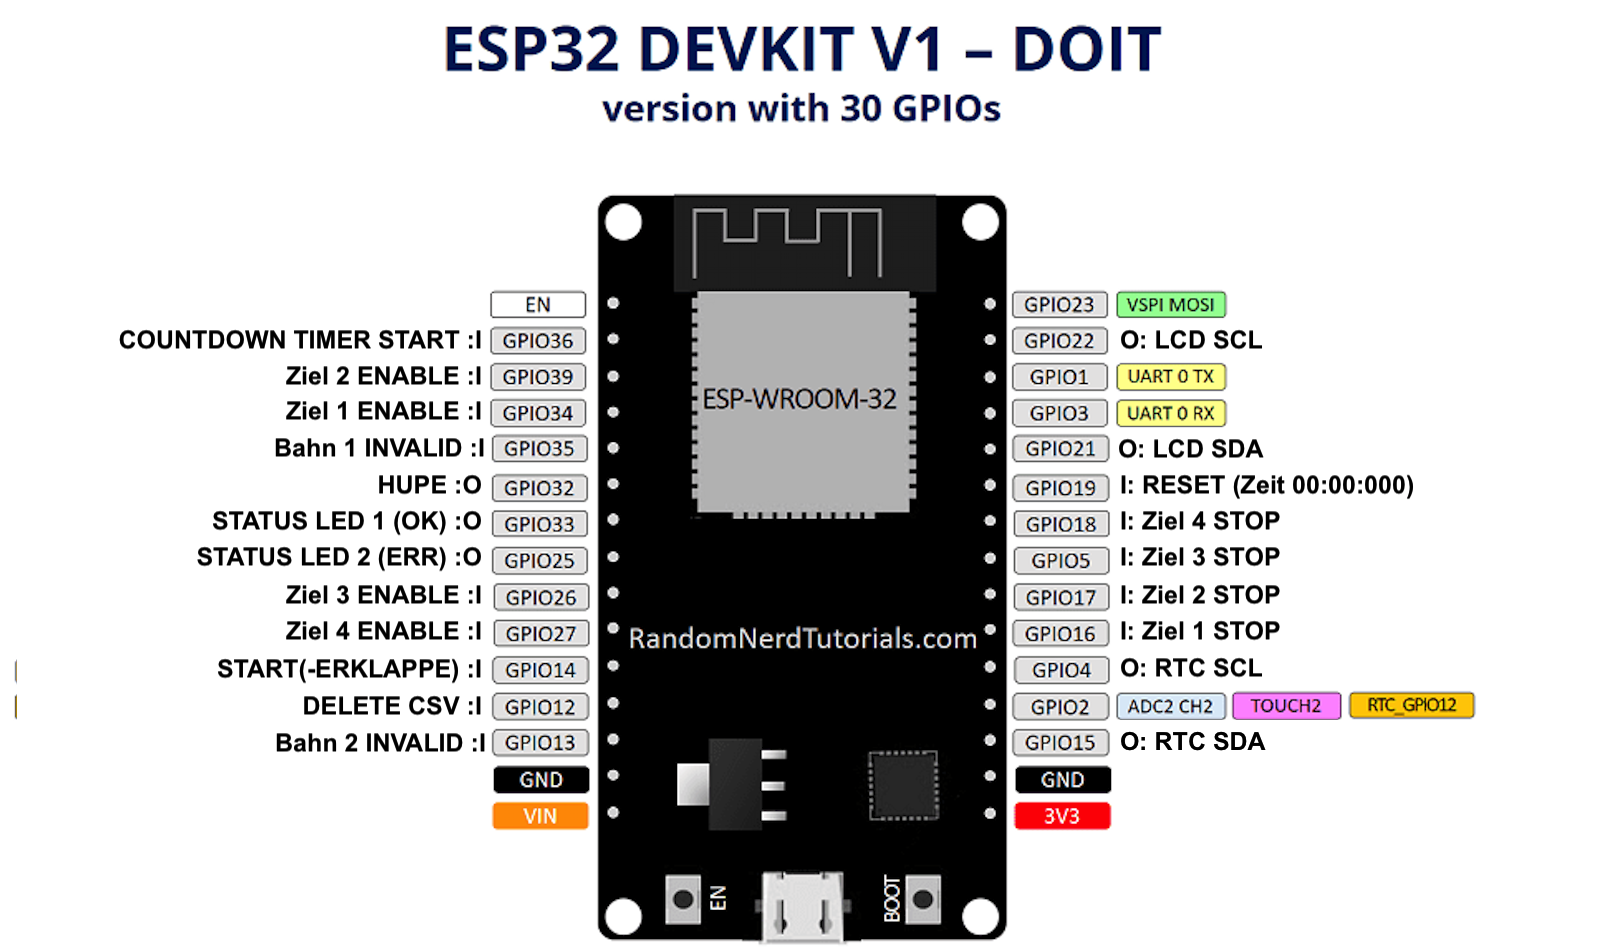 ESP32 DEVKIT V1 – DOIT
version with 30 GPIOs
EN
COUNTDOWN TIMER START :I GPIO36
Ziel 2 ENABLE :I GPIO39
Ziel 1 ENABLE :I GPIO34
Bahn 1 INVALID :I GPIO35
HUPE :O GPIO32
STATUS LED 1 (OK) :O GPIO33
STATUS LED 2 (ERR) :O GPIO25
Ziel 3 ENABLE :I GPIO26
Ziel 4 ENABLE :I GPIO27
START(-ERKLAPPE) :I GPIO14
DELETE CSV :I GPIO12
Bahn 2 INVALID :I GPIO13
GND
VIN
ESP-WROOM-32
RandomNerdTutorials.com
EN
BOOT
GPIO23 VSPI MOSI
GPIO22 O: LCD SCL
GPIO1 UART 0 TX
GPIO3 UART 0 RX
GPIO21 O: LCD SDA
GPIO19 I: RESET (Zeit 00:00:000)
GPIO18 I: Ziel 4 STOP
GPIO5 I: Ziel 3 STOP
GPIO17 I: Ziel 2 STOP
GPIO16 I: Ziel 1 STOP
GPIO4 O: RTC SCL
GPIO2 ADC2 CH2 TOUCH2 RTC_GPIO12
GPIO15 O: RTC SDA
GND
3V3